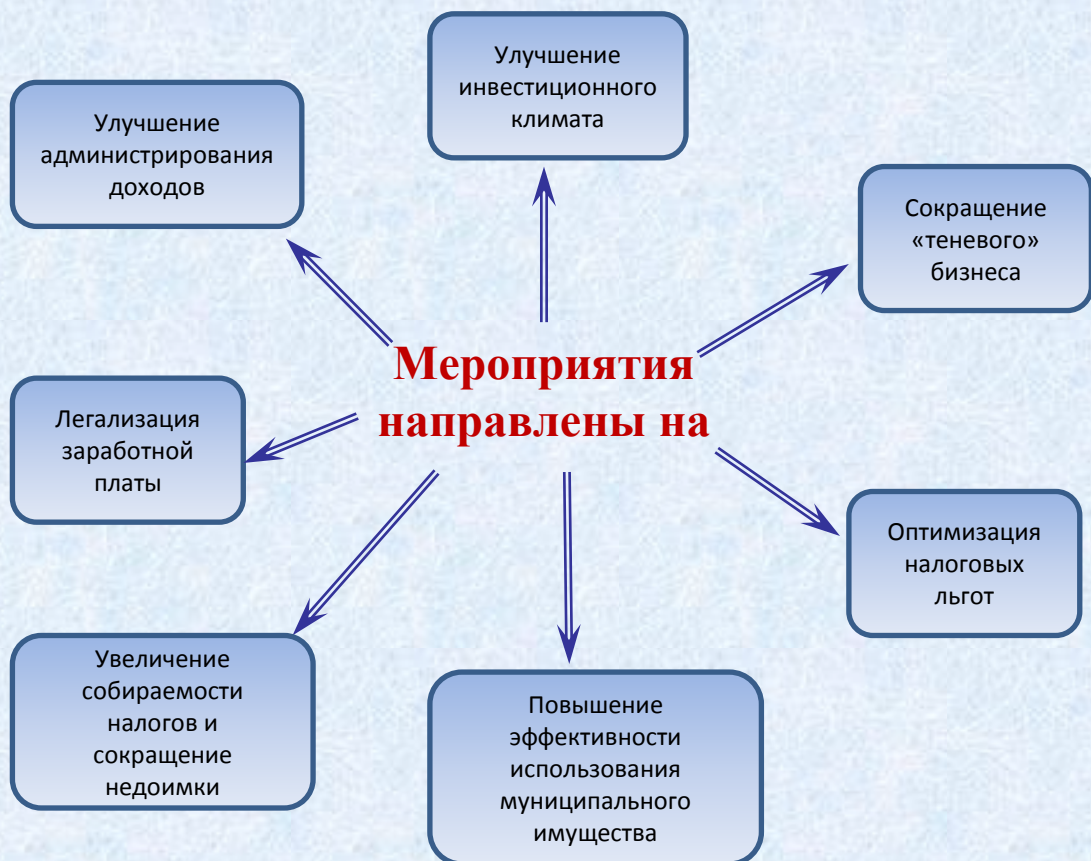 Улучшение
инвестиционного
климата
Улучшение
администрирования
доходов
Сокращение
«теневого»
бизнеса
Мероприятия
направлены на
Легализация
заработной
платы
Оптимизация
налоговых
льгот
Увеличение
собираемости
налогов и
сокращение
недоимки
Повышение
эффективности
использования
муниципального
имущества